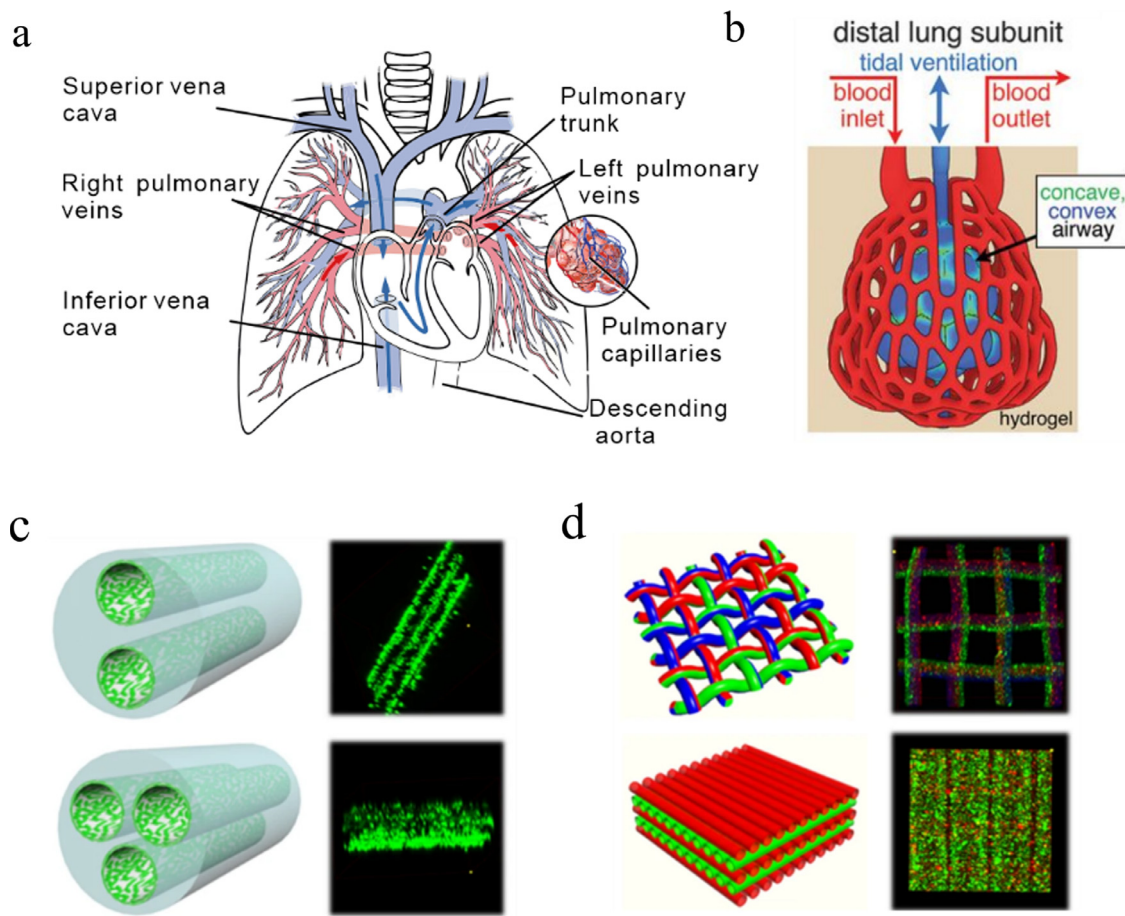 a
Superior vena
cava
Right pulmonary
veins
Inferior vena
cava
Pulmonary
trunk
Left pulmonary
veins
Pulmonary
capillaries
Descending
aorta
b
distal lung subunit
tidal ventilation
blood
inlet
blood
outlet
concave,
convex
airway
hydrogel
c
d